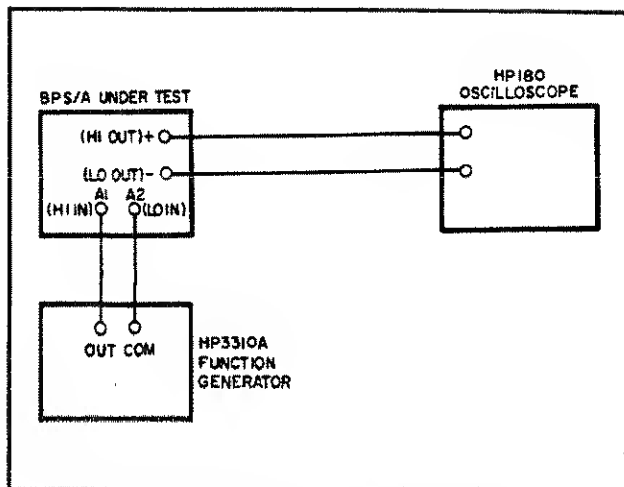 BPS/A UNDER TEST
HP180
OSCILLOSCOPE
(HI OUT)+
(LO OUT)-
A1 A2
(HI IN) (LO IN)
OUT COM
HP3310A
FUNCTION
GENERATOR